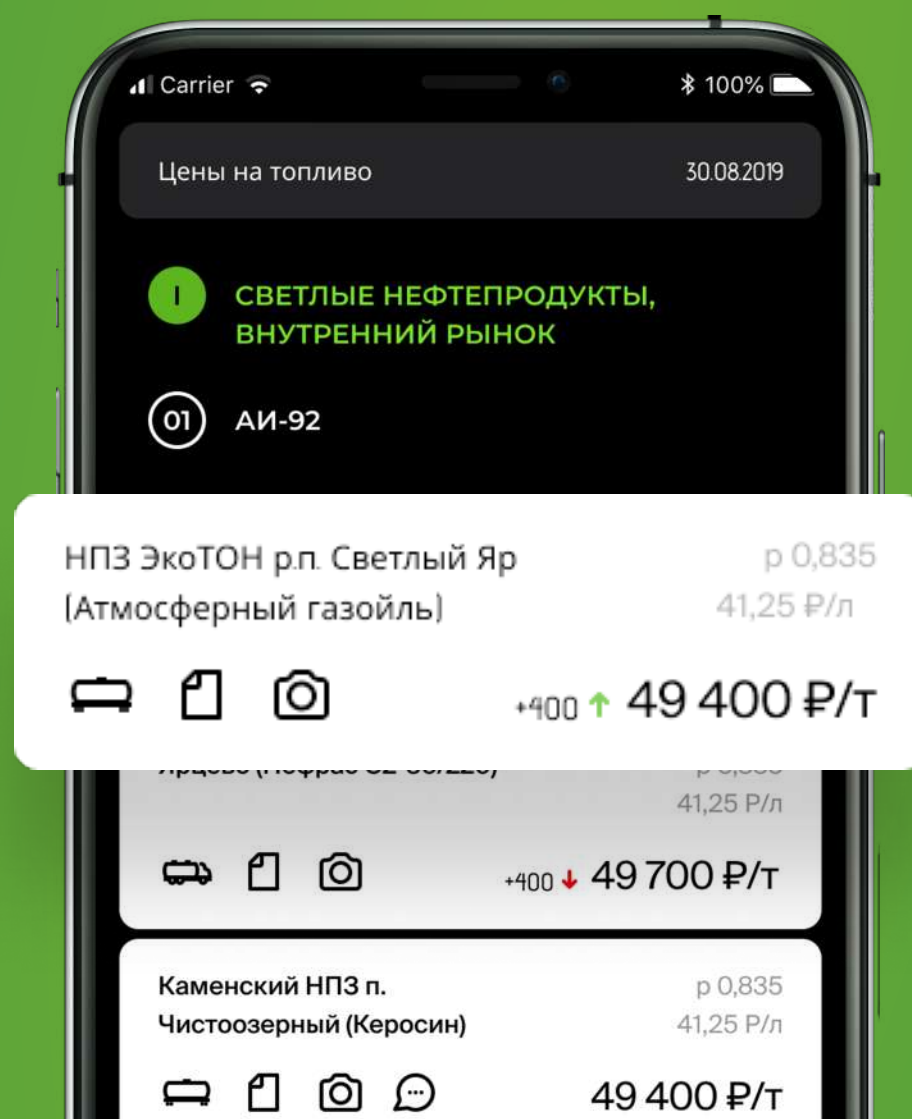 Carrier 100%
Цены на топливо 30.08.2019
I СВЕТЛЫЕ НЕФТЕПРОДУКТЫ,
ВНУТРЕННИЙ РЫНОК
01 АИ-92
НПЗ ЭкоТОН р.п. Светлый Яр р 0,835
(Атмосферный газойль) 41,25 ₽/л
+400 ↑ 49 400 ₽/т
41,25 Р/л
+400 ↓ 49 700 ₽/т
Каменский НПЗ п. р 0,835
Чистоозерный (Керосин) 41,25 Р/л
49 400 ₽/т